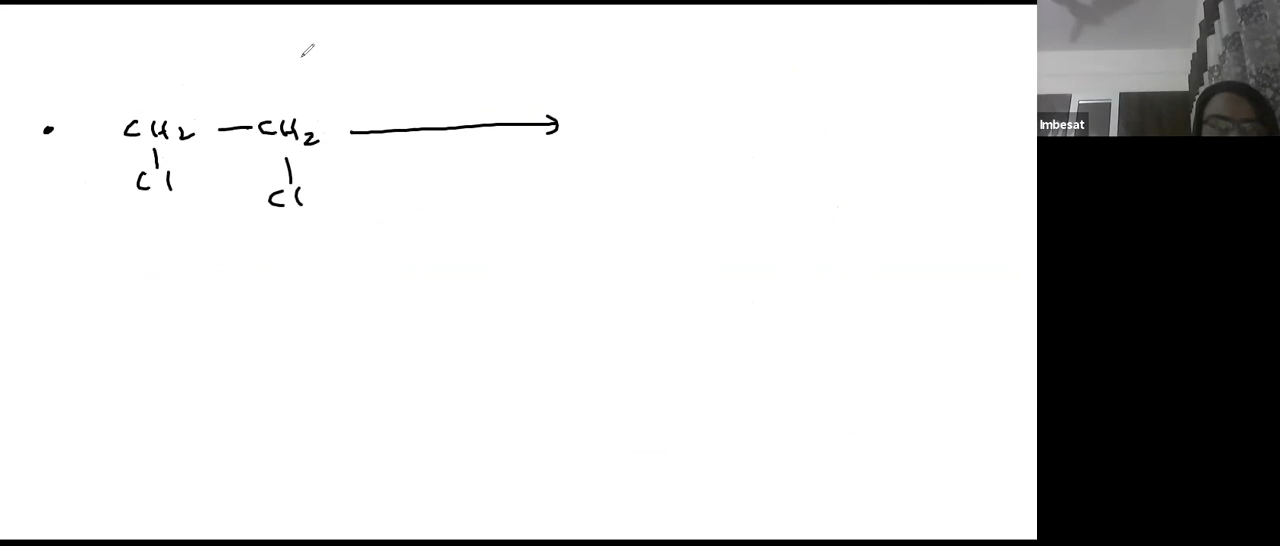 • CH2 — CH2 ⟶
Cl Cl
Imbesat